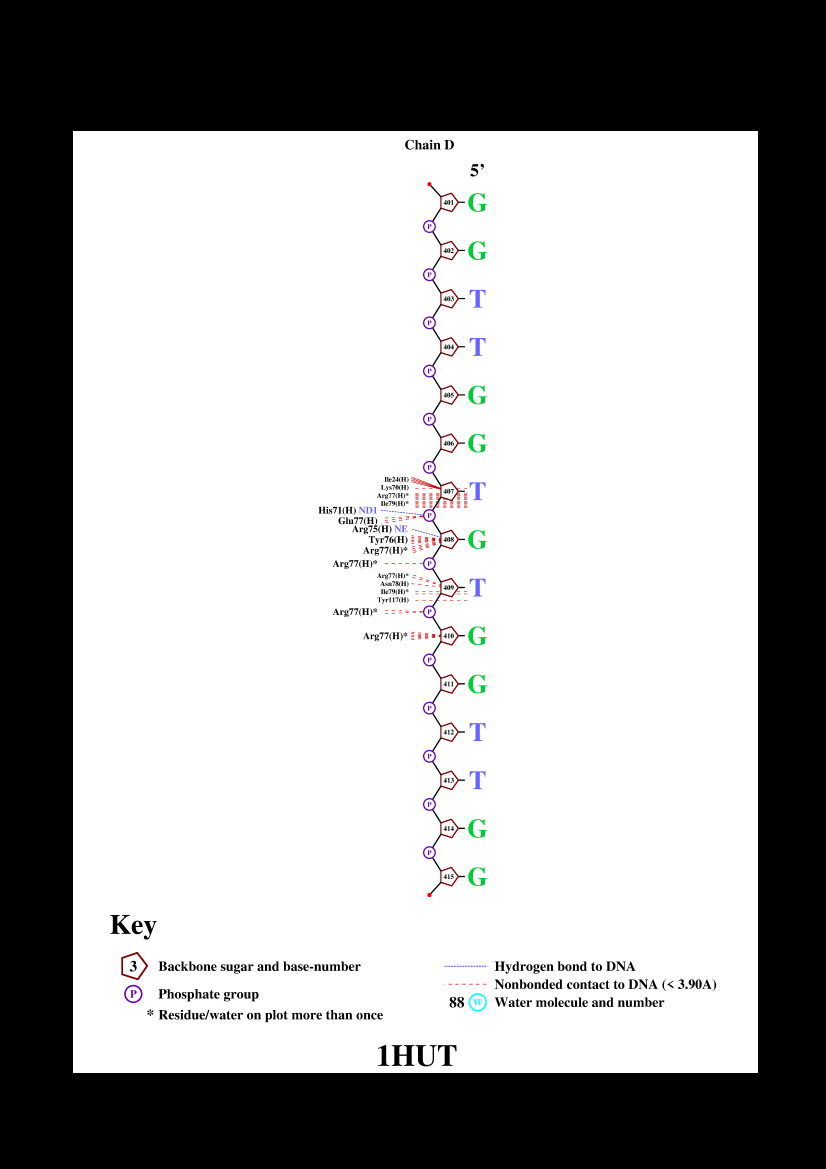 Chain D
5’
401 G
P
402 G
P
403 T
P
404 T
P
405 G
P
406 G
P
Ile24(H)
Lys70(H)
407 T
Arg77(H)*
Ile79(H)*
His71(H) ND1
P
Glu77(H)
Arg75(H) NE
Tyr76(H)
408 G
Arg77(H)*
Arg77(H)*
P
Arg77(H)*
Asn78(H)
409 T
Ile79(H)*
Tyr117(H)
Arg77(H)*
P
Arg77(H)*
410 G
P
411 G
P
412 T
P
413 T
P
414 G
P
415 G
Key
3 Backbone sugar and base-number
P Phosphate group
* Residue/water on plot more than once
Hydrogen bond to DNA
Nonbonded contact to DNA (< 3.90A)
88 W Water molecule and number
1HUT